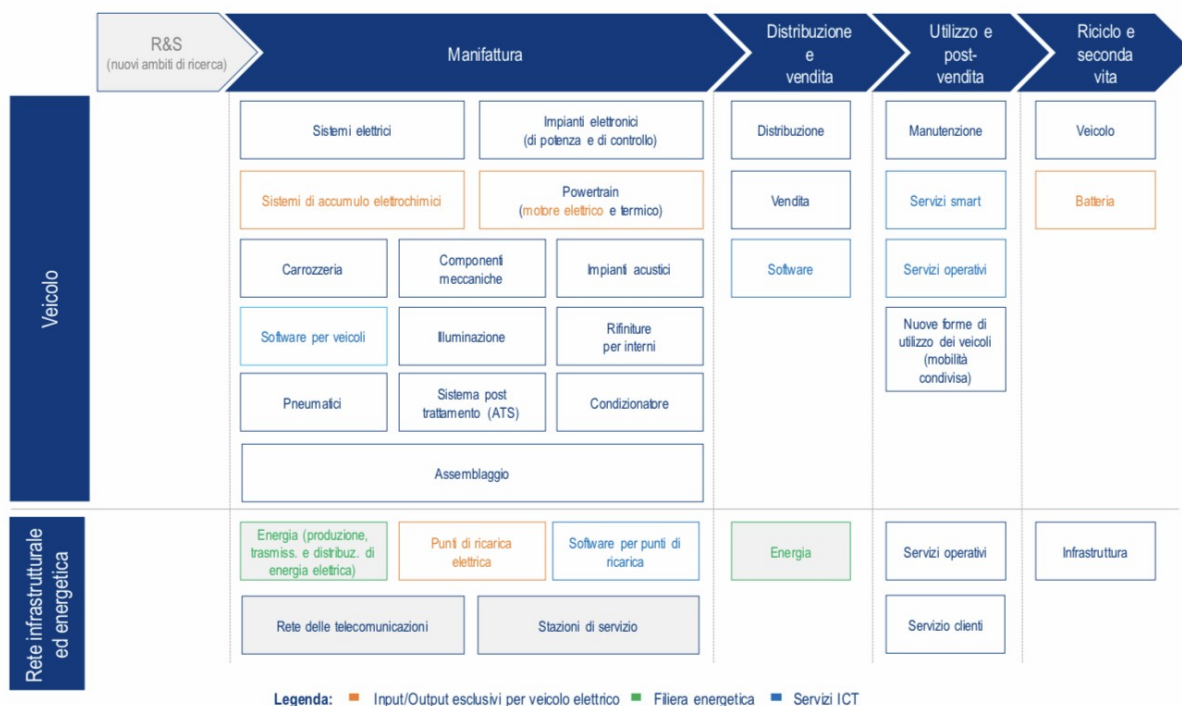 R&S
(nuovi ambiti di ricerca)
Manifattura
Distribuzione
e
vendita
Utilizzo e
post-
vendita
Riciclo e
seconda
vita
Veicolo
Sistemi elettrici
Impianti elettronici
(di potenza e di controllo)
Distribuzione
Manutenzione
Veicolo
Sistemi di accumulo elettrochimici
Powertrain
(motore elettrico e termico)
Vendita
Servizi smart
Batteria
Carrozzeria
Componenti
meccaniche
Impianti acustici
Software
Servizi operativi
Software per veicoli
Illuminazione
Rifiniture
per interni
Nuove forme di
utilizzo dei veicoli
(mobilità
condivisa)
Pneumatici
Sistema post
trattamento (ATS)
Condizionatore
Assemblaggio
Rete infrastrutturale
ed energetica
Energia (produzione,
trasmiss. e distribuz. di
energia elettrica)
Punti di ricarica
elettrica
Software per punti di
ricarica
Energia
Servizi operativi
Infrastruttura
Rete delle telecomunicazioni
Stazioni di servizio
Servizio clienti
Legenda: Input/Output esclusivi per veicolo elettrico Filiera energetica Servizi ICT